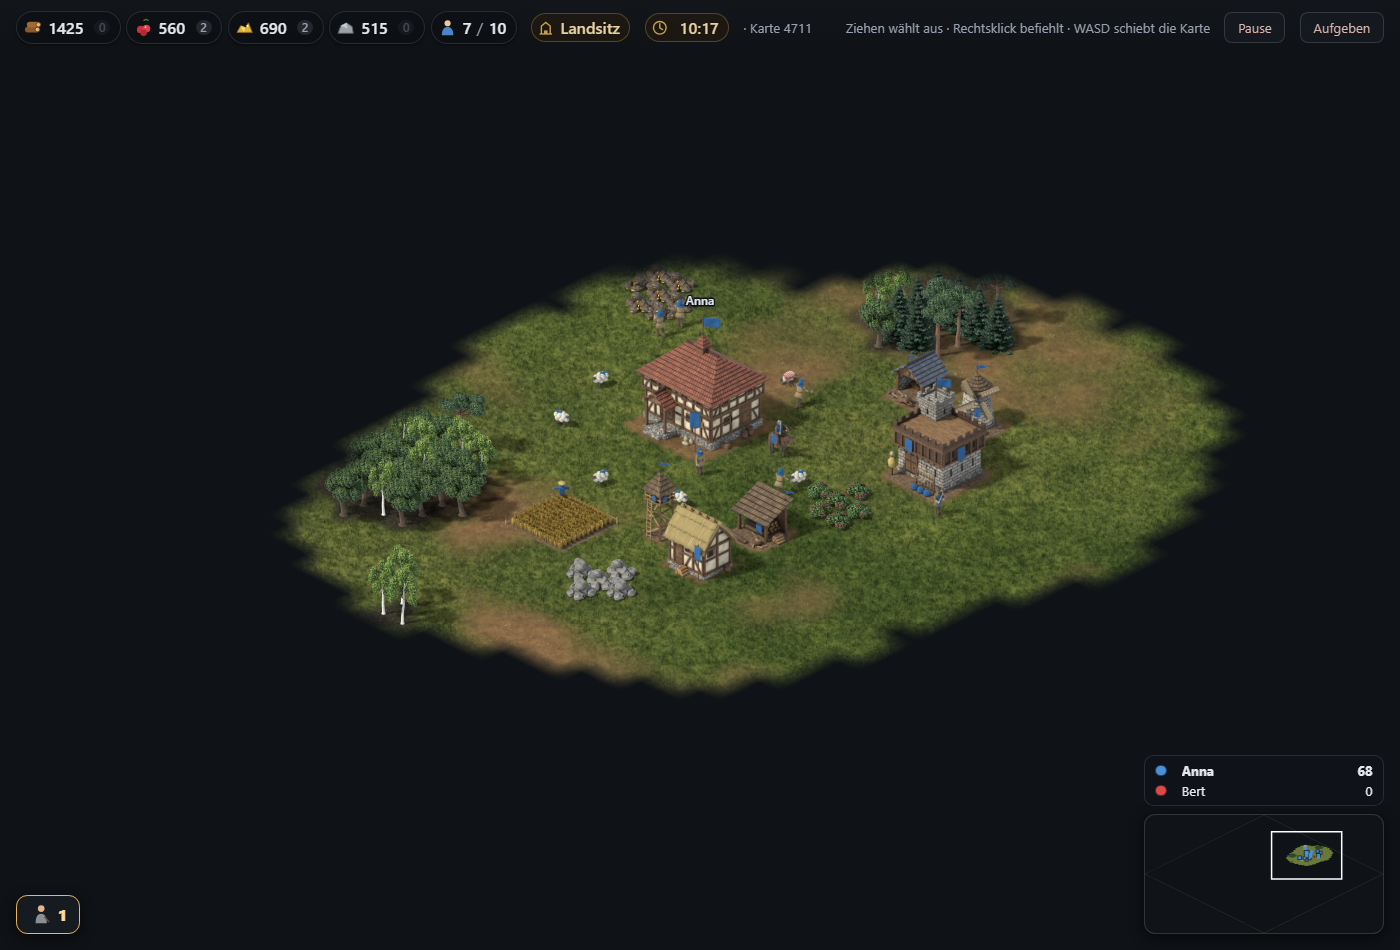 1425 0 560 2 690 2 515 0 7 / 10 Landsitz 10:17 · Karte 4711 Ziehen wählt aus · Rechtsklick befiehlt · WASD schiebt die Karte Pause Aufgeben
Anna
Anna 68
Bert 0
1